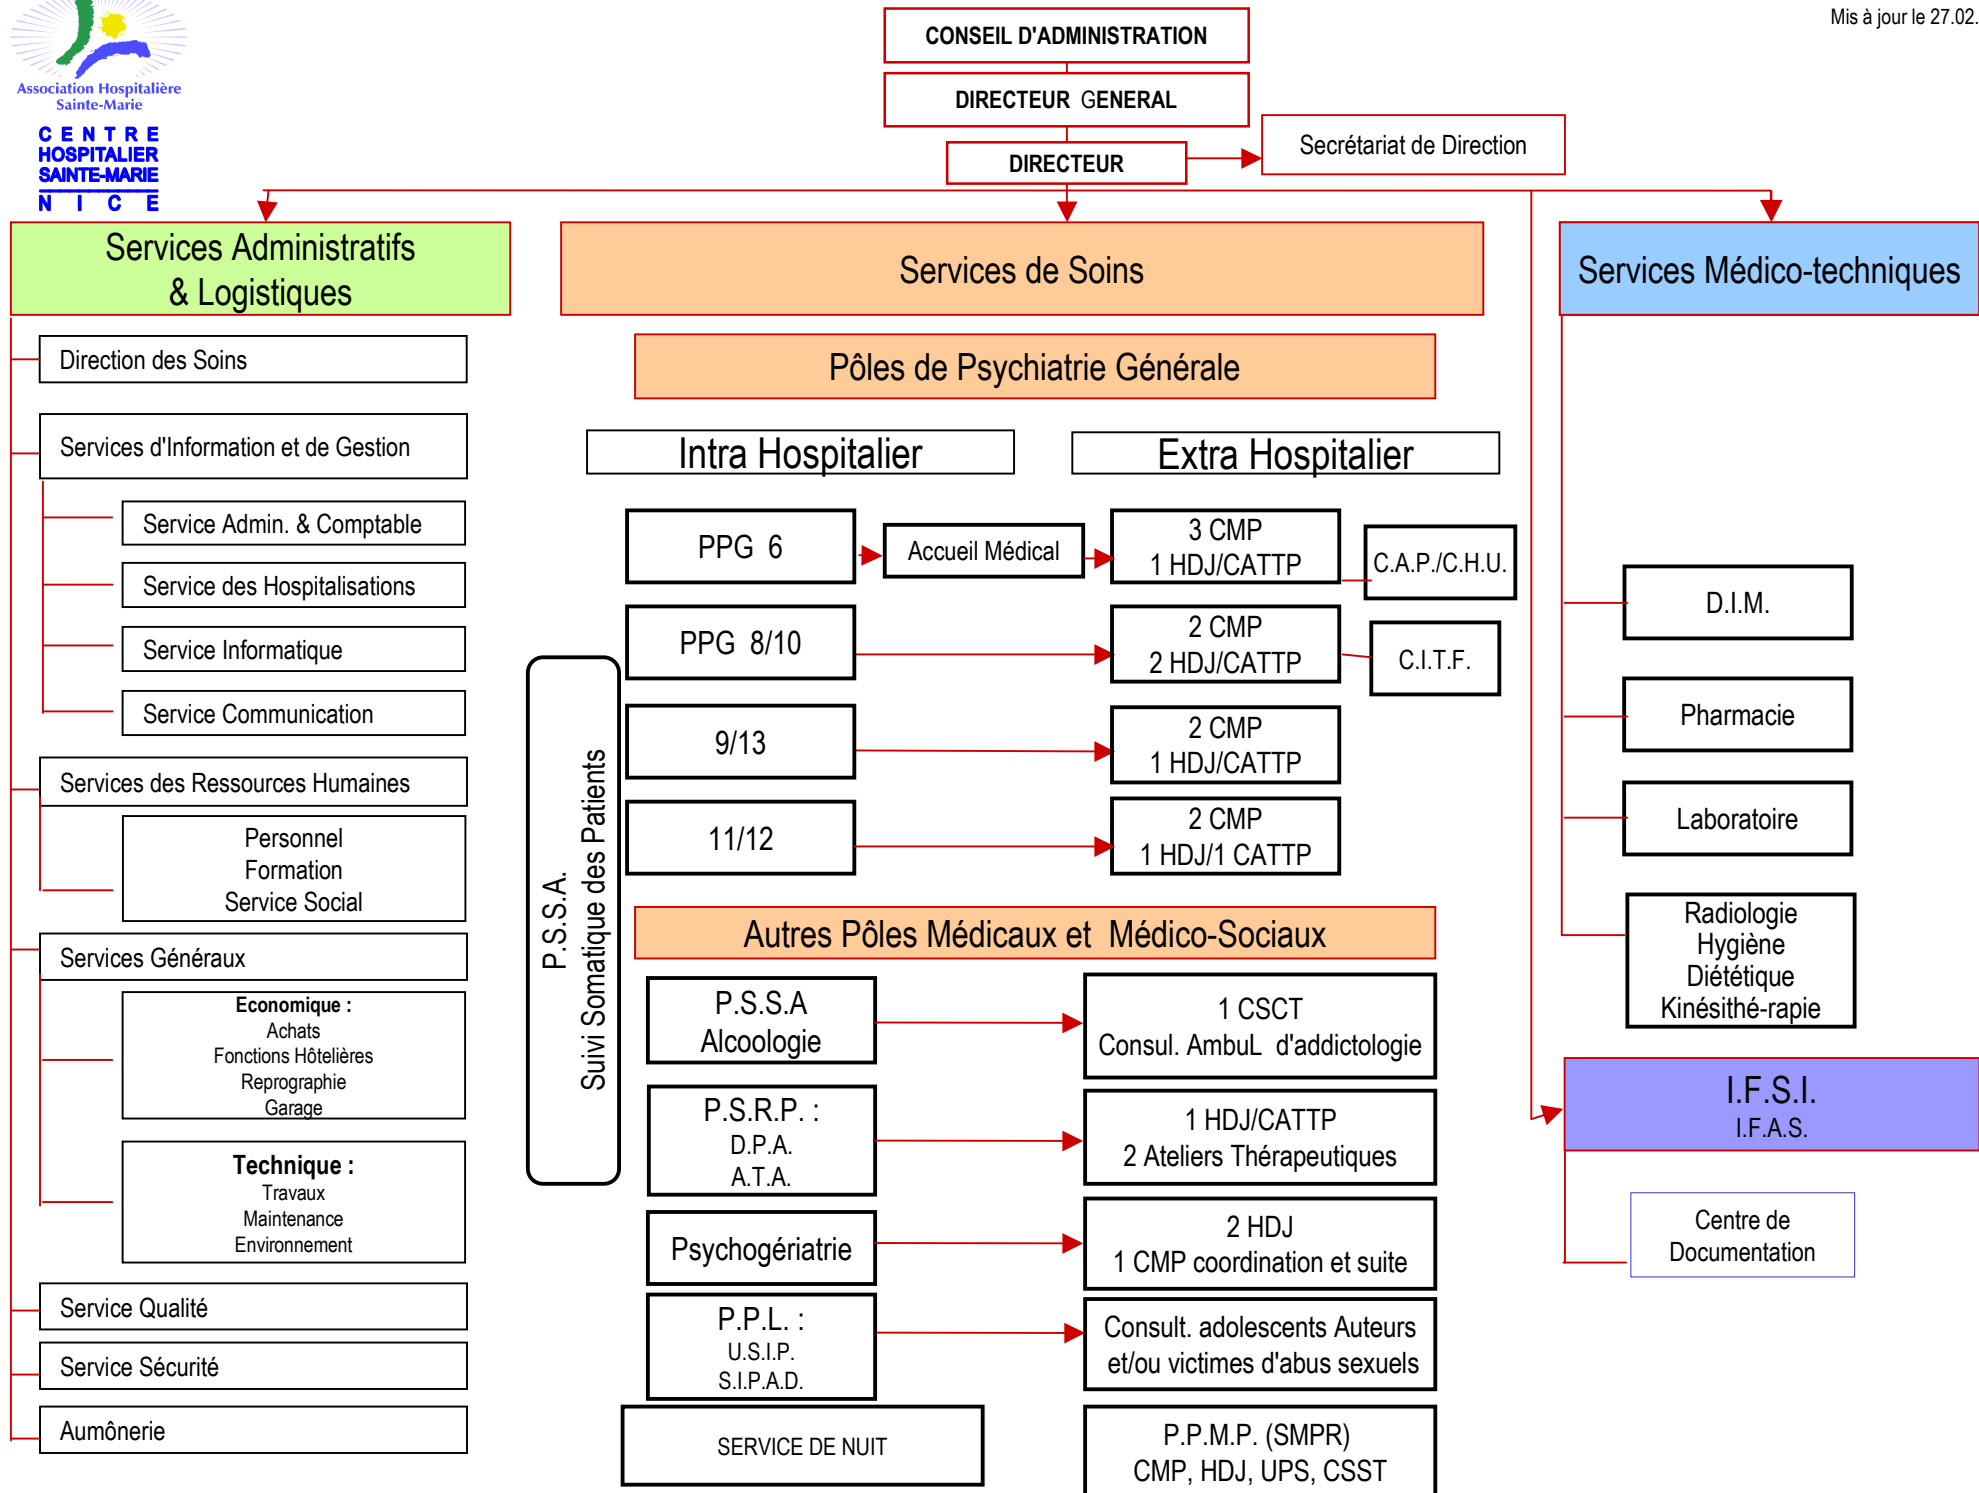 Mis à jour le 27.02.
Association Hospitalière
Sainte-Marie
CENTRE
HOSPITALIER
SAINTE-MARIE
NICE
CONSEIL D'ADMINISTRATION
DIRECTEUR GENERAL
DIRECTEUR
Secrétariat de Direction
Services Administratifs
& Logistiques
Direction des Soins
Services d'Information et de Gestion
Service Admin. & Comptable
Service des Hospitalisations
Service Informatique
Service Communication
Services des Ressources Humaines
Personnel
Formation
Service Social
Services Généraux
Economique :
Achats
Fonctions Hôtelières
Reprographie
Garage
Technique :
Travaux
Maintenance
Environnement
Service Qualité
Service Sécurité
Aumônerie
Services de Soins
Pôles de Psychiatrie Générale
Intra Hospitalier
Extra Hospitalier
PPG 6
Accueil Médical
3 CMP
1 HDJ/CATTP
C.A.P./C.H.U.
PPG 8/10
2 CMP
2 HDJ/CATTP
C.I.T.F.
9/13
2 CMP
1 HDJ/CATTP
11/12
2 CMP
1 HDJ/1 CATTP
P.S.S.A.
Suivi Somatique des Patients
Autres Pôles Médicaux et Médico-Sociaux
P.S.S.A
Alcoologie
1 CSCT
Consul. AmbuL d'addictologie
P.S.R.P. :
D.P.A.
A.T.A.
1 HDJ/CATTP
2 Ateliers Thérapeutiques
Psychogériatrie
2 HDJ
1 CMP coordination et suite
P.P.L. :
U.S.I.P.
S.I.P.A.D.
Consult. adolescents Auteurs
et/ou victimes d'abus sexuels
SERVICE DE NUIT
P.P.M.P. (SMPR)
CMP, HDJ, UPS, CSST
Services Médico-techniques
D.I.M.
Pharmacie
Laboratoire
Radiologie
Hygiène
Diététique
Kinésithé-rapie
I.F.S.I.
I.F.A.S.
Centre de
Documentation